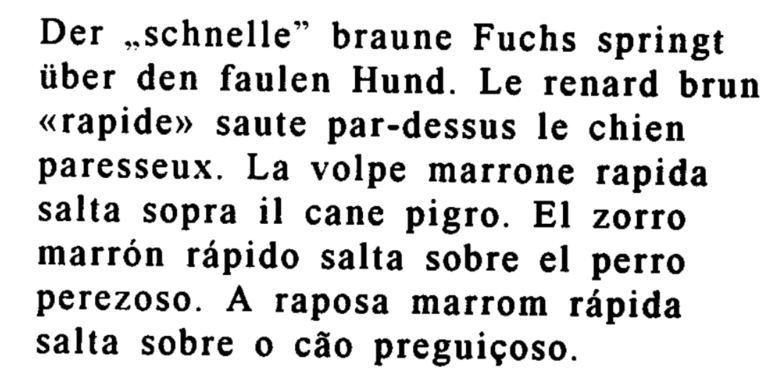 Der „schnelle” braune Fuchs springt
über den faulen Hund. Le renard brun
«rapide» saute par-dessus le chien
paresseux. La volpe marrone rapida
salta sopra il cane pigro. El zorro
marrón rápido salta sobre el perro
perezoso. A raposa marrom rápida
salta sobre o cão preguiçoso.